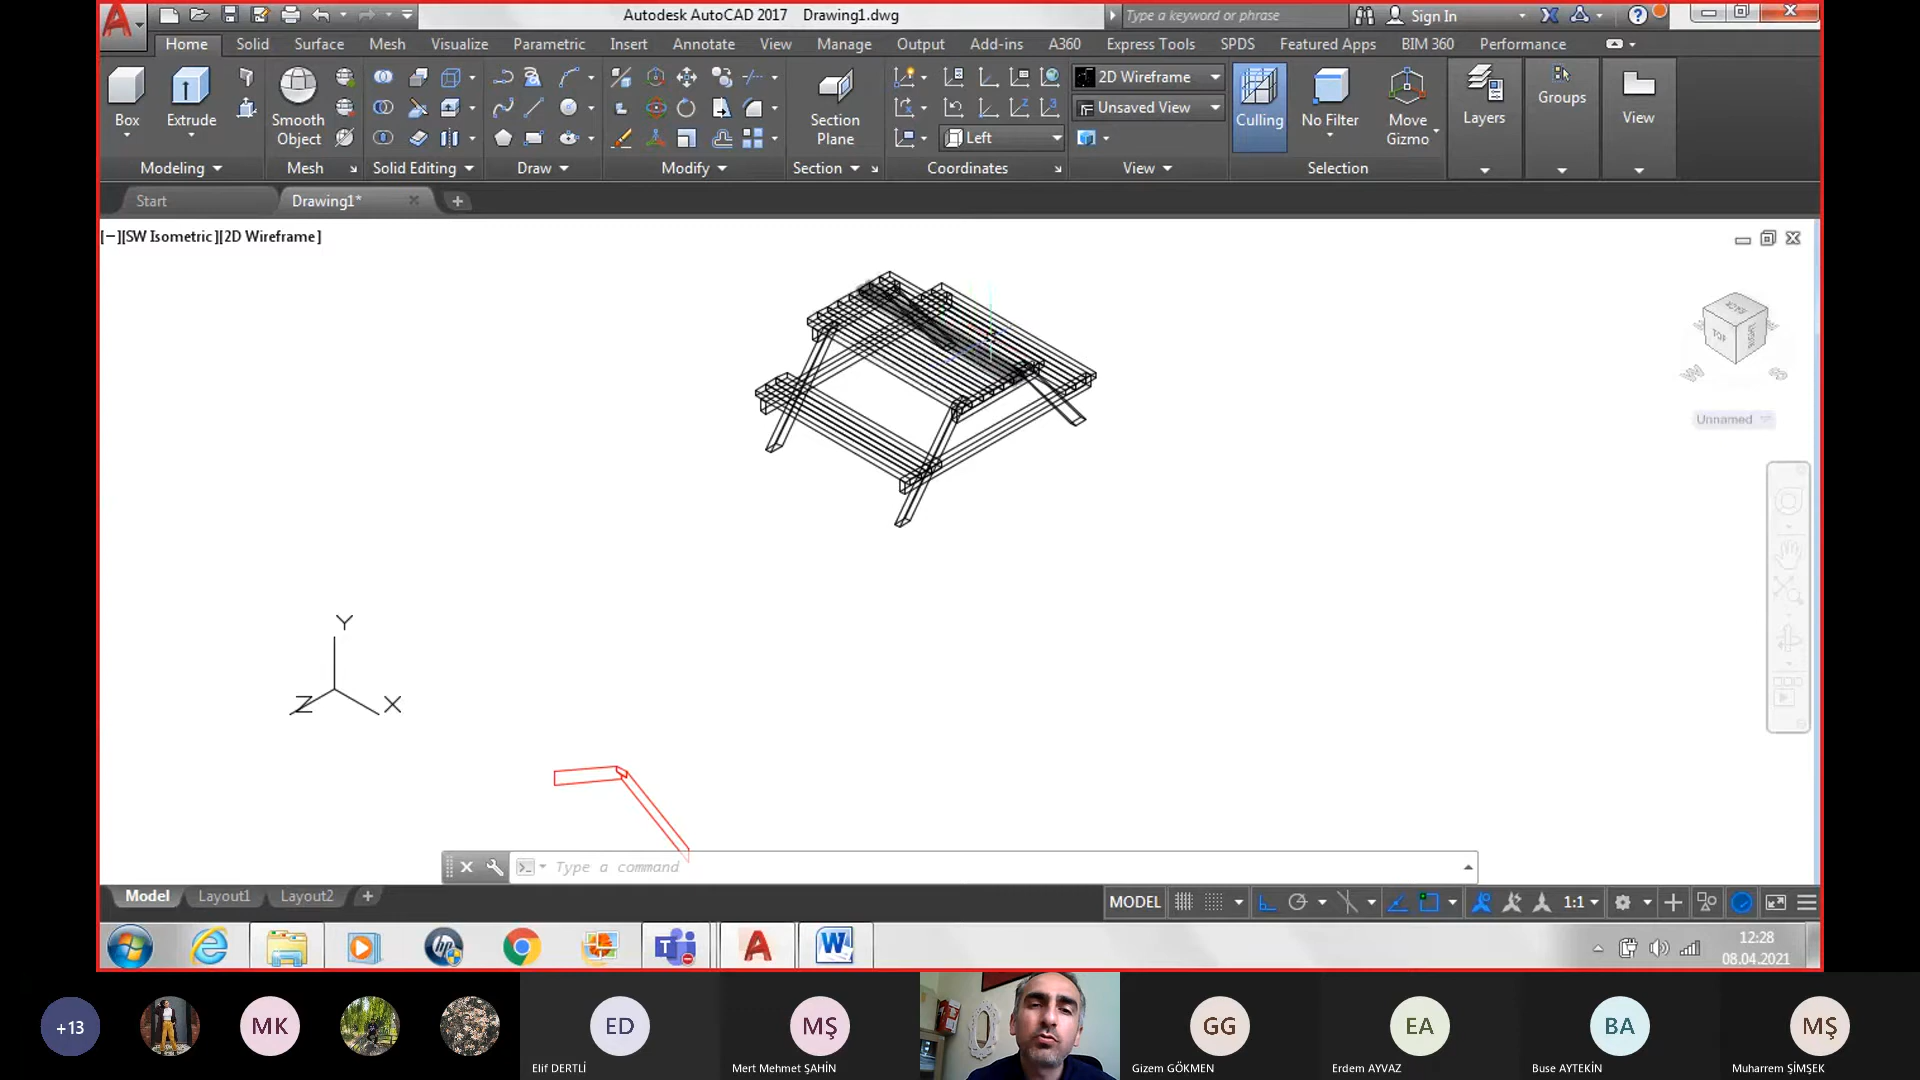 Autodesk AutoCAD 2017 Drawing1.dwg
Type a keyword or phrase
Sign In
Home Solid Surface Mesh Visualize Parametric Insert Annotate View Manage Output Add-ins A360 Express Tools SPDS Featured Apps BIM 360 Performance
Box
Extrude
Smooth
Object
Section
Plane
2D Wireframe
Unsaved View
Left
Culling
No Filter
Move
Gizmo
Layers
Groups
View
Modeling
Mesh
Solid Editing
Draw
Modify
Section
Coordinates
View
Selection
Start
Drawing1*
[−][SW Isometric][2D Wireframe]
TOP
W
S
Unnamed
Y
Z
X
Type a command
Model
Layout1
Layout2
MODEL
1:1
12:28
08.04.2021
+13
MK
ED
MŞ
GG
EA
BA
MŞ
Elif DERTLİ
Mert Mehmet ŞAHİN
Gizem GÖKMEN
Erdem AYVAZ
Buse AYTEKİN
Muharrem ŞİMŞEK